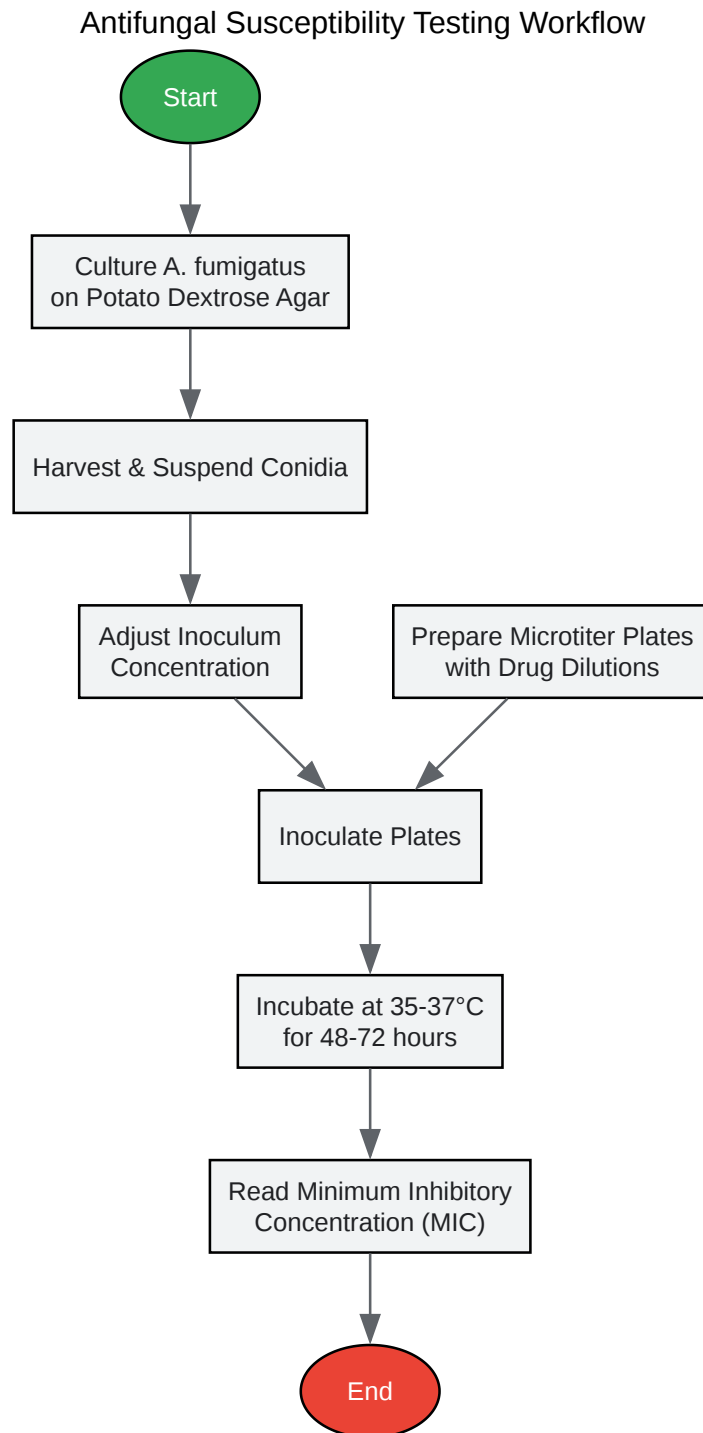 Antifungal Susceptibility Testing Workflow
Start
Culture A. fumigatus
on Potato Dextrose Agar
Harvest & Suspend Conidia
Adjust Inoculum
Concentration
Prepare Microtiter Plates
with Drug Dilutions
Inoculate Plates
Incubate at 35-37°C
for 48-72 hours
Read Minimum Inhibitory
Concentration (MIC)
End